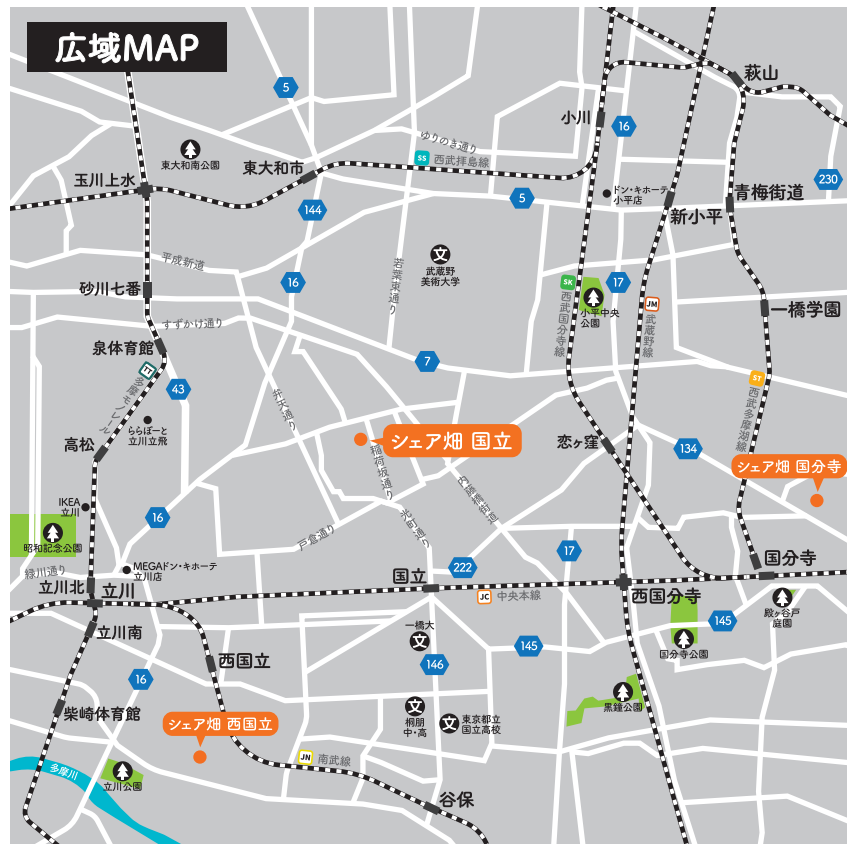 広域MAP
5
萩山
小川
16
ゆりのき通り
東大和南公園
東大和市
SS 西武拝島線
玉川上水
230
ドン・キホーテ
小平店
青梅街道
5
144
新小平
平成新道
若葉東通り
武蔵野
美術大学
砂川七番
16
SK 西武国分寺線
17
小平中央
公園
JM 武蔵野線
一橋学園
すずかけ通り
泉体育館
7
TT 多摩モノレール
43
ST 西武多摩湖線
弁天通り
ららぽーと
立川立飛
高松
シェア畑 国立
恋ヶ窪
134
稲荷坂通り
シェア畑 国分寺
内藤橋街道
IKEA
立川
16
光町通り
昭和記念公園
戸倉通り
17
緑川通り
MEGAドン・キホーテ
立川店
222
国分寺
立川北
立川
国立
JC 中央本線
西国分寺
殿ヶ谷戸
庭園
立川南
一橋大
145
145
国分寺公園
西国立
146
16
黒鐘公園
柴崎体育館
シェア畑 西国立
桐朋
中・高
東京都立
国立高校
JN 南武線
多摩川
立川公園
谷保